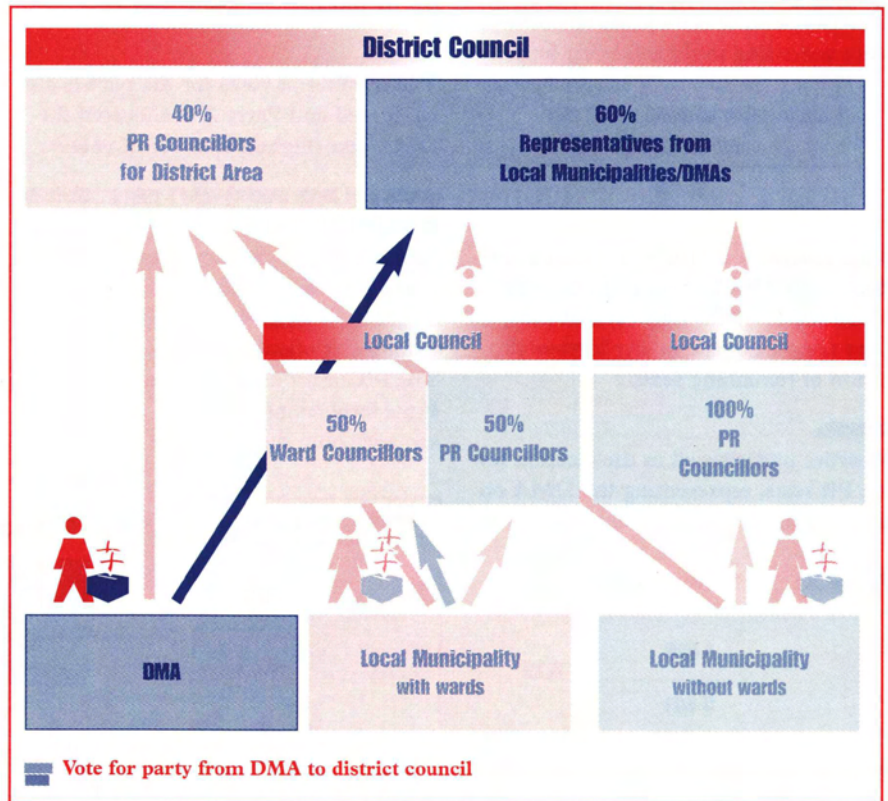 District Council
40%
PR Councillors
for District Area
60%
Representatives from
Local Municipalities/DMAs
Local Council
Local Council
50%
Ward Councillors
50%
PR Councillors
100%
PR
Councillors
DMA
Local Municipality
with wards
Local Municipality
without wards
Vote for party from DMA to district council